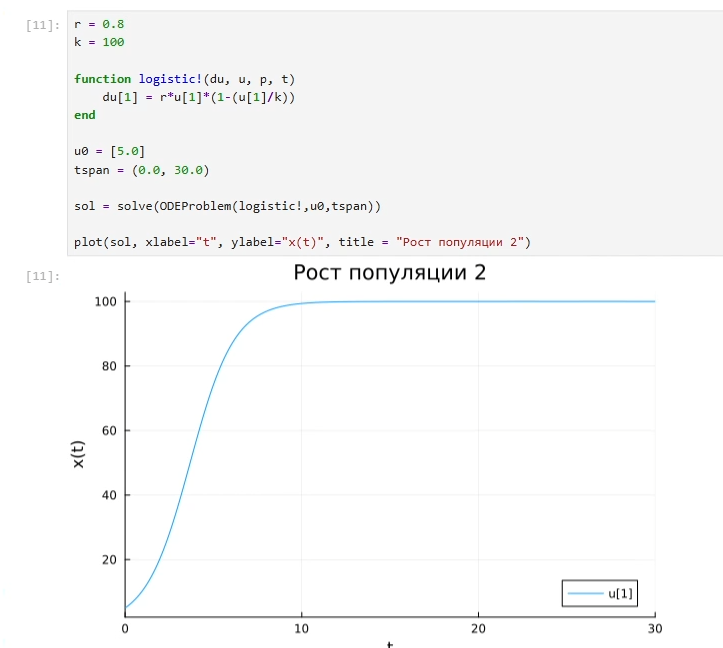 [11]: r = 0.8
k = 100
function logistic!(du, u, p, t)
    du[1] = r*u[1]*(1-(u[1]/k))
end
u0 = [5.0]
tspan = (0.0, 30.0)
sol = solve(ODEProblem(logistic!,u0,tspan))
plot(sol, xlabel="t", ylabel="x(t)", title = "Рост популяции 2")
[11]:
Рост популяции 2
100
80
60
40
20
x(t)
u[1]
0 10 20 30
t